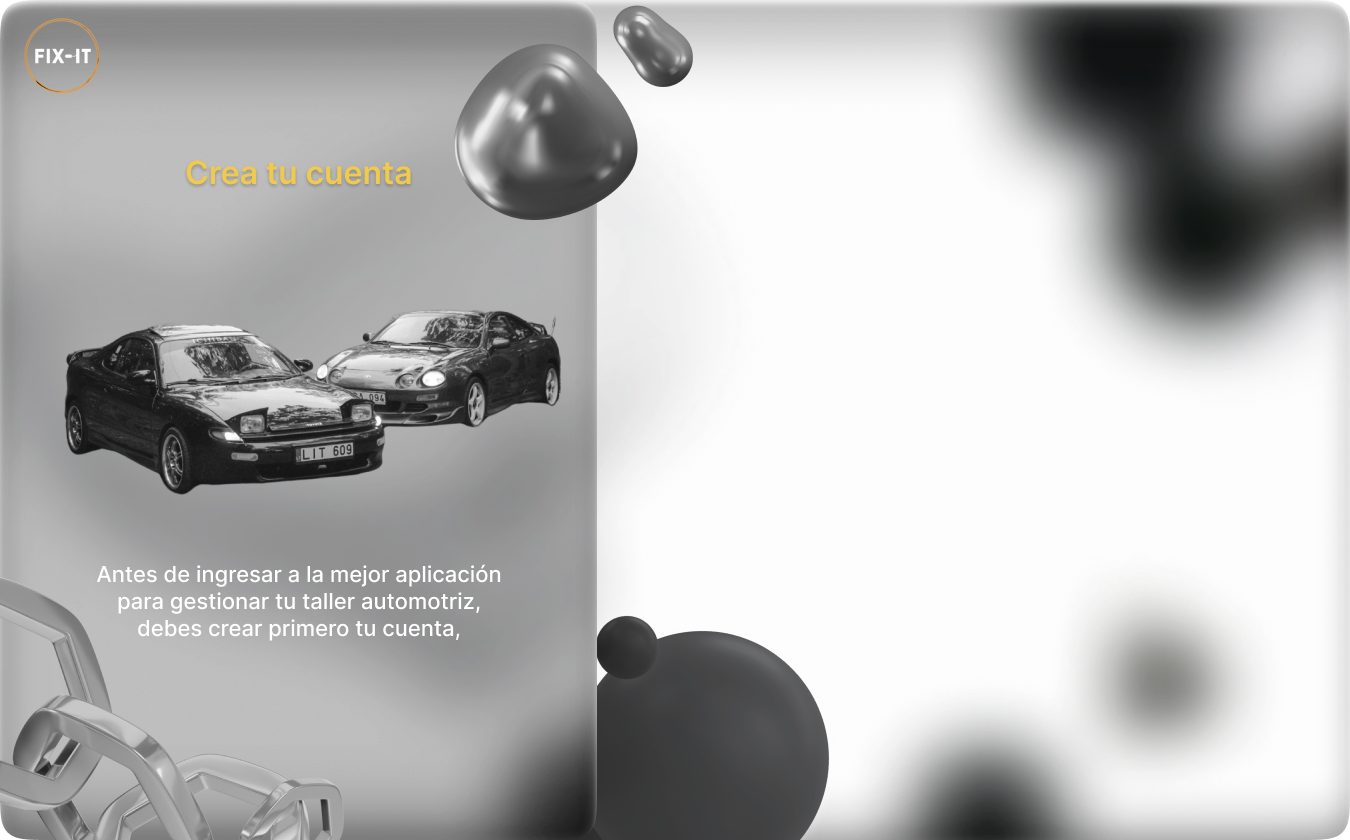 FIX-IT
Crea tu cuenta
LIT 609
Antes de ingresar a la mejor aplicación
para gestionar tu taller automotriz,
debes crear primero tu cuenta,